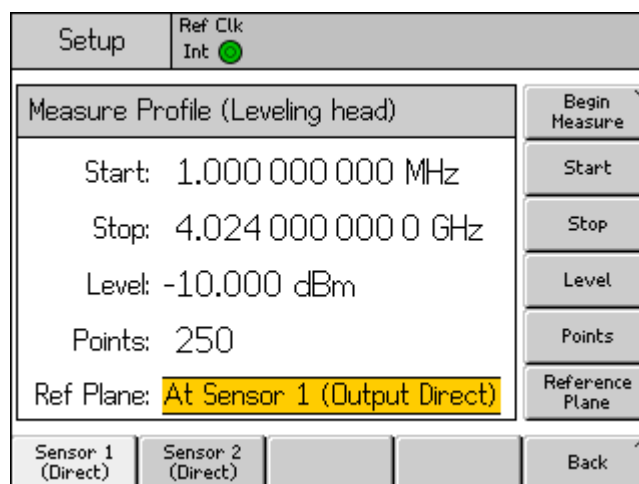 Setup
Ref Clk
Int
Measure Profile (Leveling head)
Start: 1.000 000 000 MHz
Stop: 4.024 000 000 0 GHz
Level: -10.000 dBm
Points: 250
Ref Plane: At Sensor 1 (Output Direct)
Begin
Measure
Start
Stop
Level
Points
Reference
Plane
Sensor 1
(Direct)
Sensor 2
(Direct)
Back